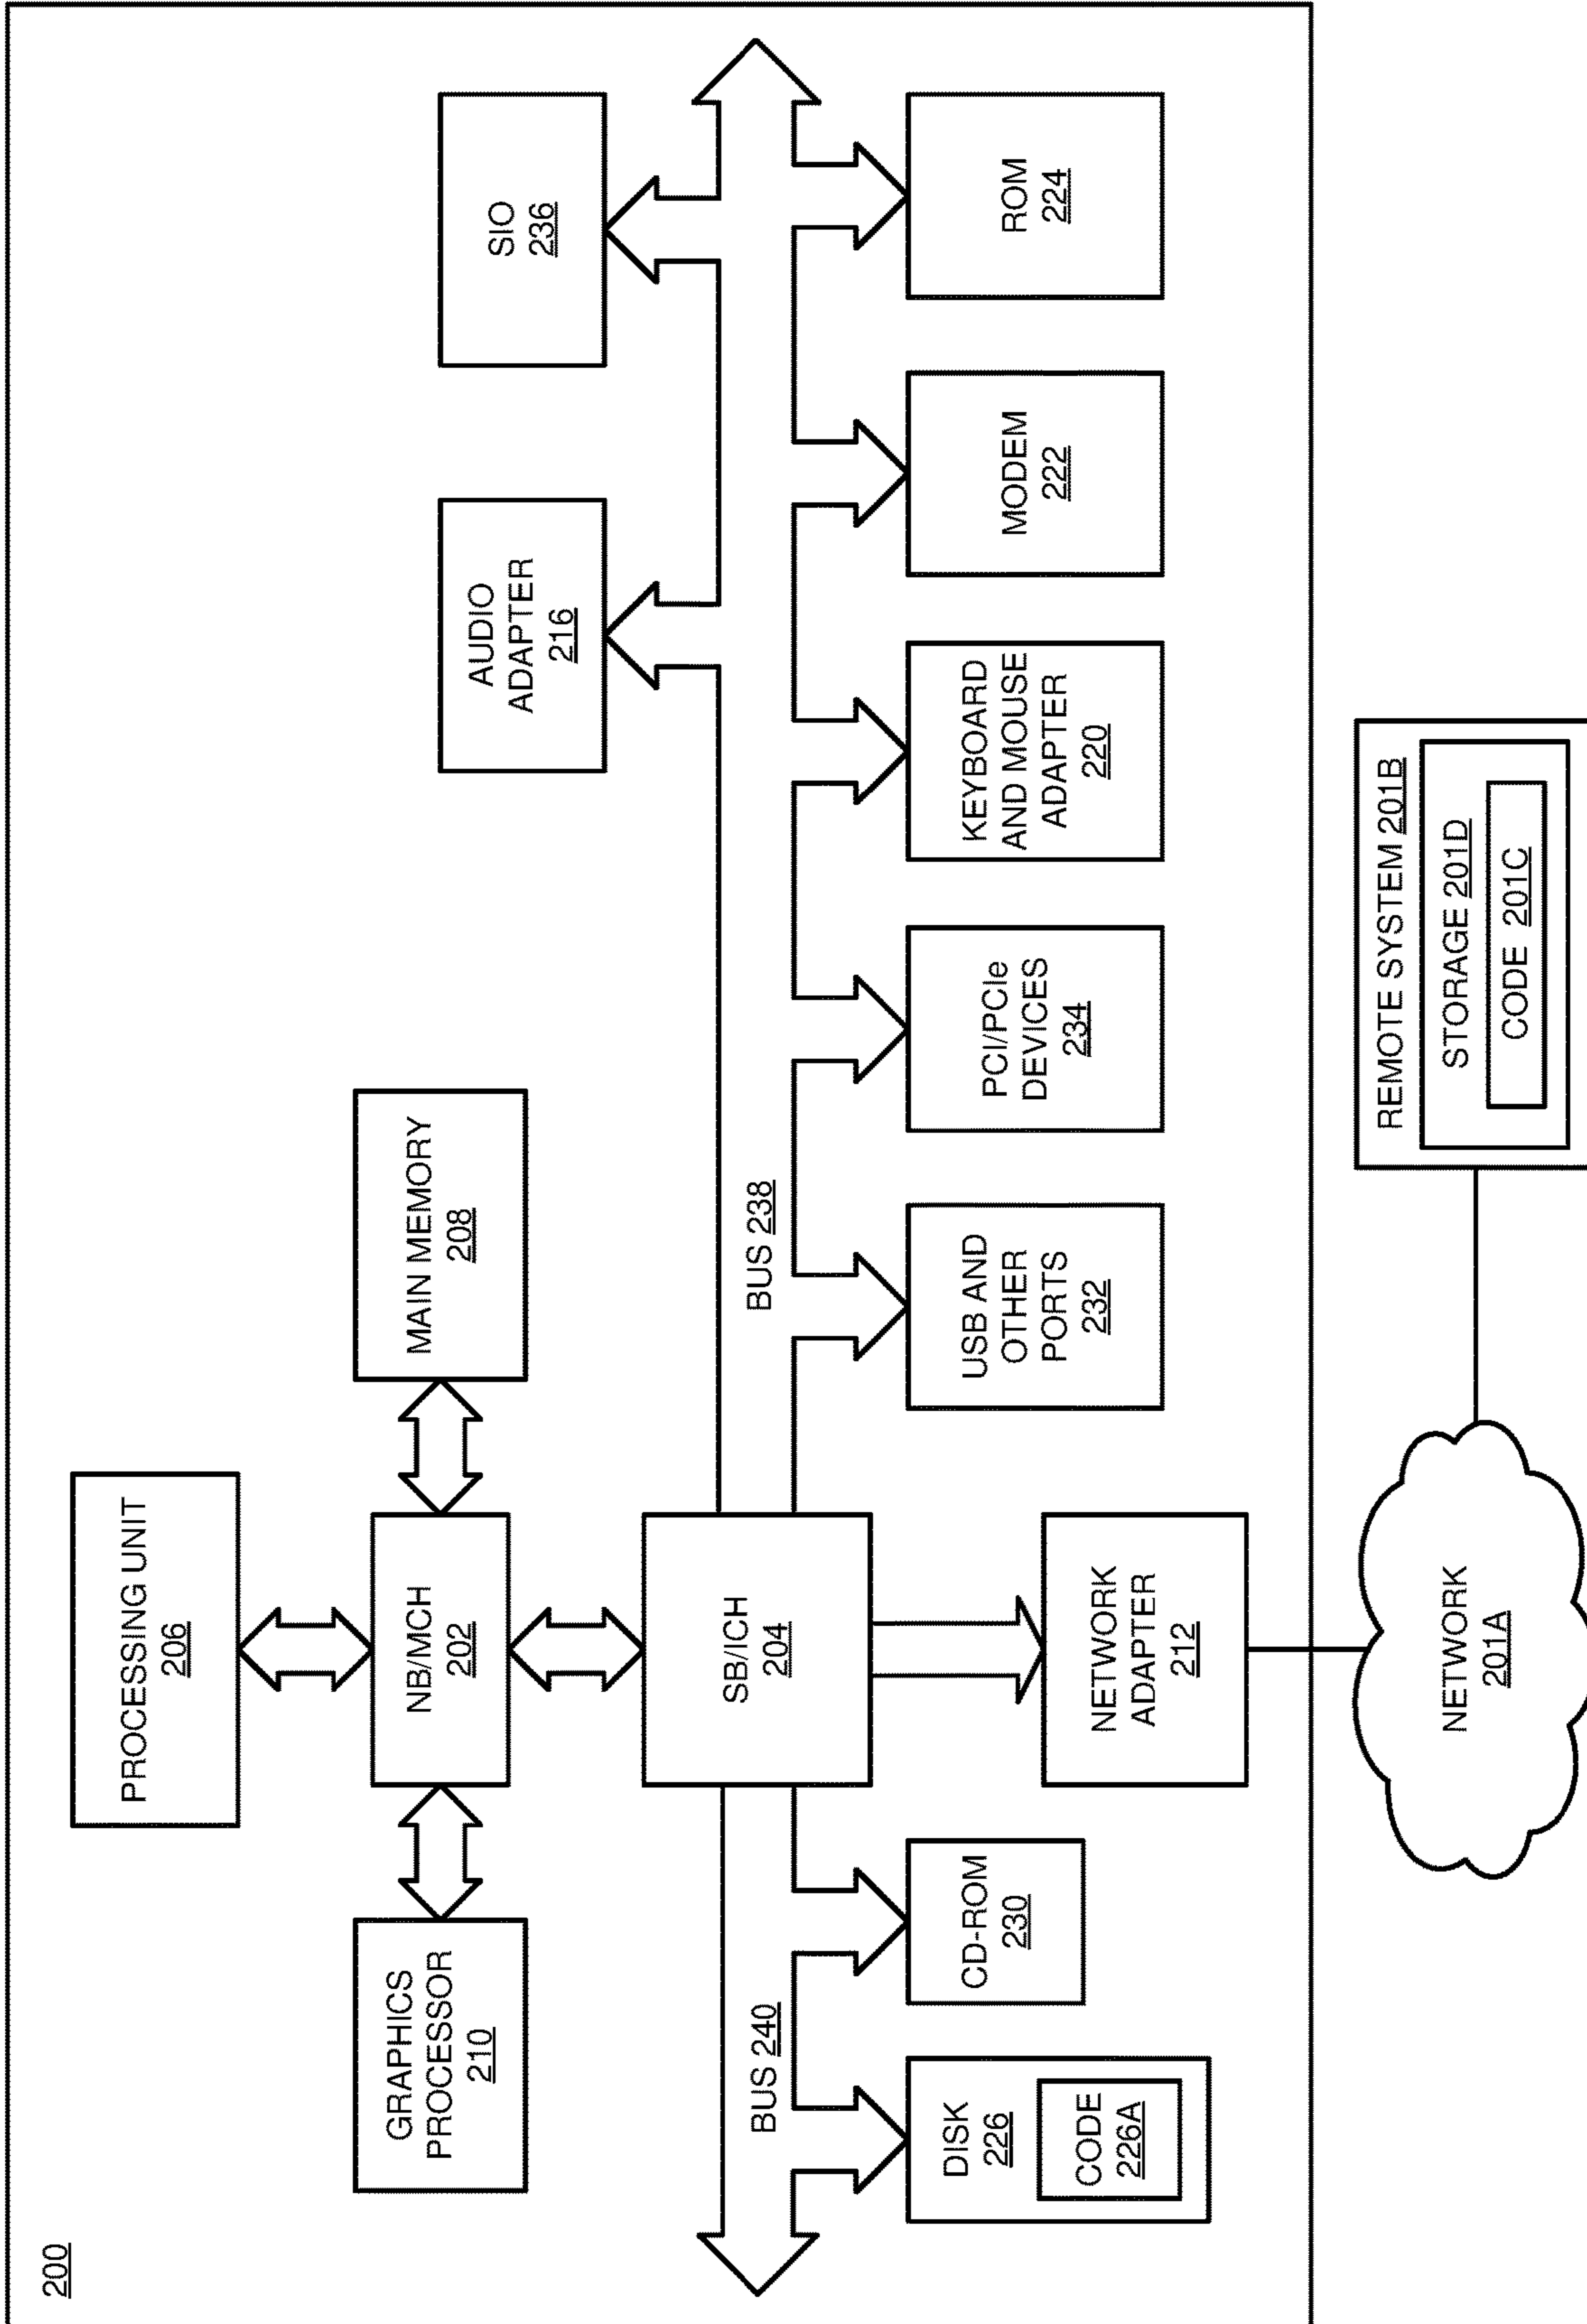 200
PROCESSING UNIT
206
GRAPHICS
PROCESSOR
210
NB/MCH
202
MAIN MEMORY
208
AUDIO
ADAPTER
216
SIO
236
SB/ICH
204
BUS 240
BUS 238
DISK
226
CODE
226A
CD-ROM
230
NETWORK
ADAPTER
212
USB AND
OTHER
PORTS
232
PCI/PCIe
DEVICES
234
KEYBOARD
AND MOUSE
ADAPTER
220
MODEM
222
ROM
224
NETWORK
201A
REMOTE SYSTEM 201B
STORAGE 201D
CODE 201C